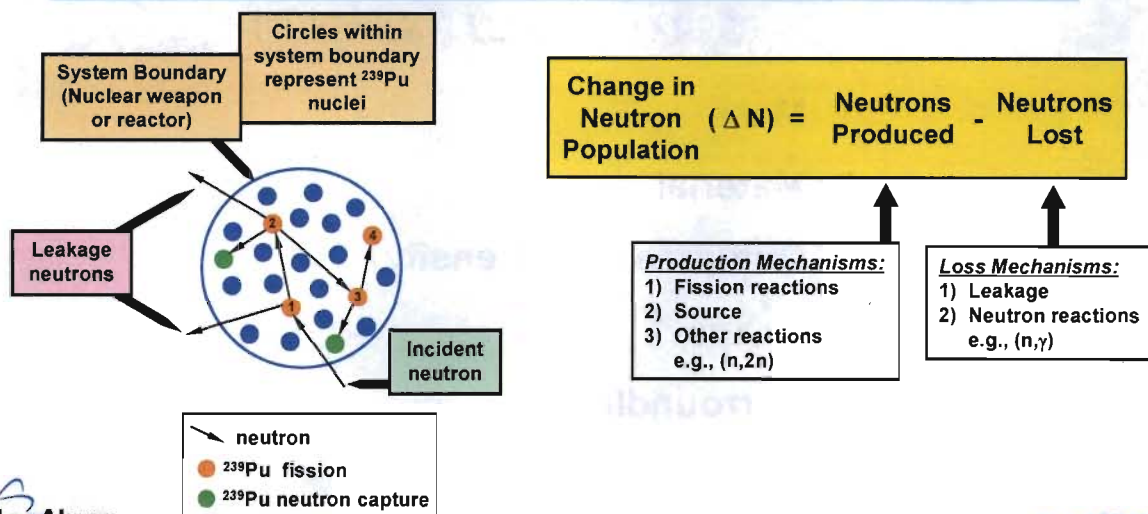 Circles within
system boundary
represent ²³⁹Pu
nuclei
System Boundary
(Nuclear weapon
or reactor)
Leakage
neutrons
2
4
3
1
Incident
neutron
neutron
²³⁹Pu fission
²³⁹Pu neutron capture
Change in
Neutron
Population
( Δ N) =
Neutrons
Produced
-
Neutrons
Lost
Production Mechanisms:
1) Fission reactions
2) Source
3) Other reactions
e.g., (n,2n)
Loss Mechanisms:
1) Leakage
2) Neutron reactions
e.g., (n,γ)